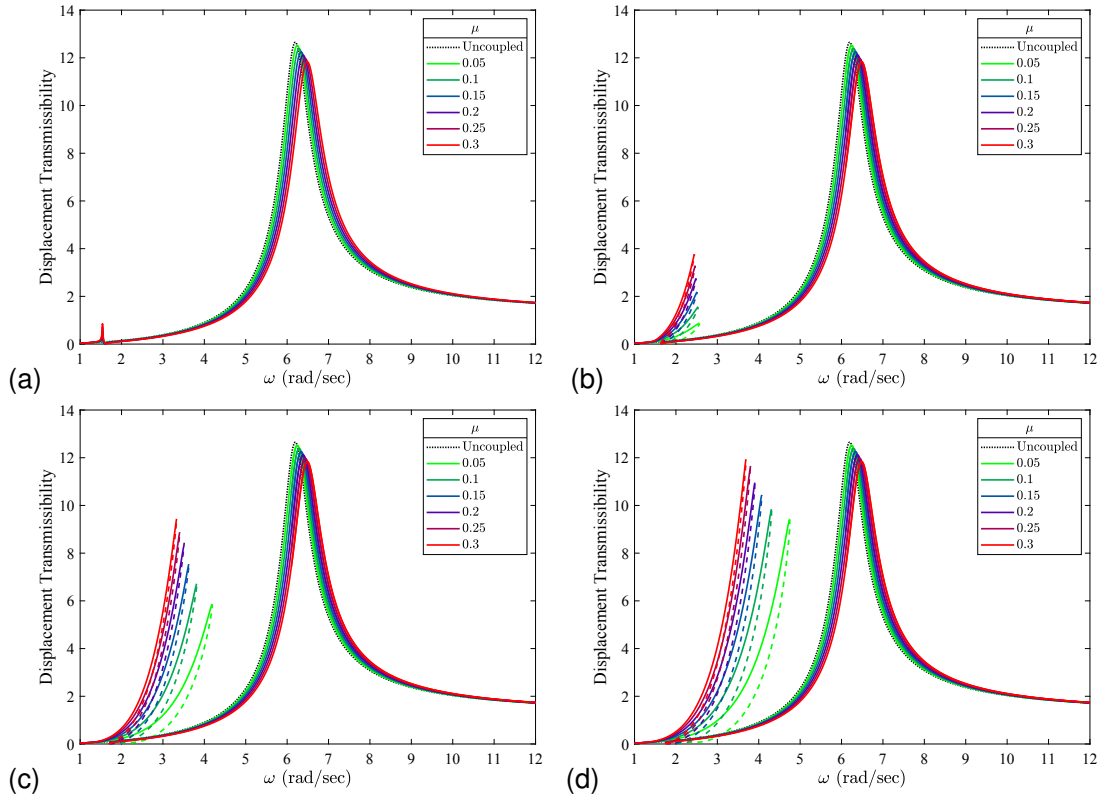 14
12
10
8
6
4
2
0
Displacement Transmissibility
μ
Uncoupled
0.05
0.1
0.15
0.2
0.25
0.3
1 2 3 4 5 6 7 8 9 10 11 12
ω (rad/sec)
(a)
14
12
10
8
6
4
2
0
Displacement Transmissibility
μ
Uncoupled
0.05
0.1
0.15
0.2
0.25
0.3
1 2 3 4 5 6 7 8 9 10 11 12
ω (rad/sec)
(b)
14
12
10
8
6
4
2
0
Displacement Transmissibility
μ
Uncoupled
0.05
0.1
0.15
0.2
0.25
0.3
1 2 3 4 5 6 7 8 9 10 11 12
ω (rad/sec)
(c)
14
12
10
8
6
4
2
0
Displacement Transmissibility
μ
Uncoupled
0.05
0.1
0.15
0.2
0.25
0.3
1 2 3 4 5 6 7 8 9 10 11 12
ω (rad/sec)
(d)